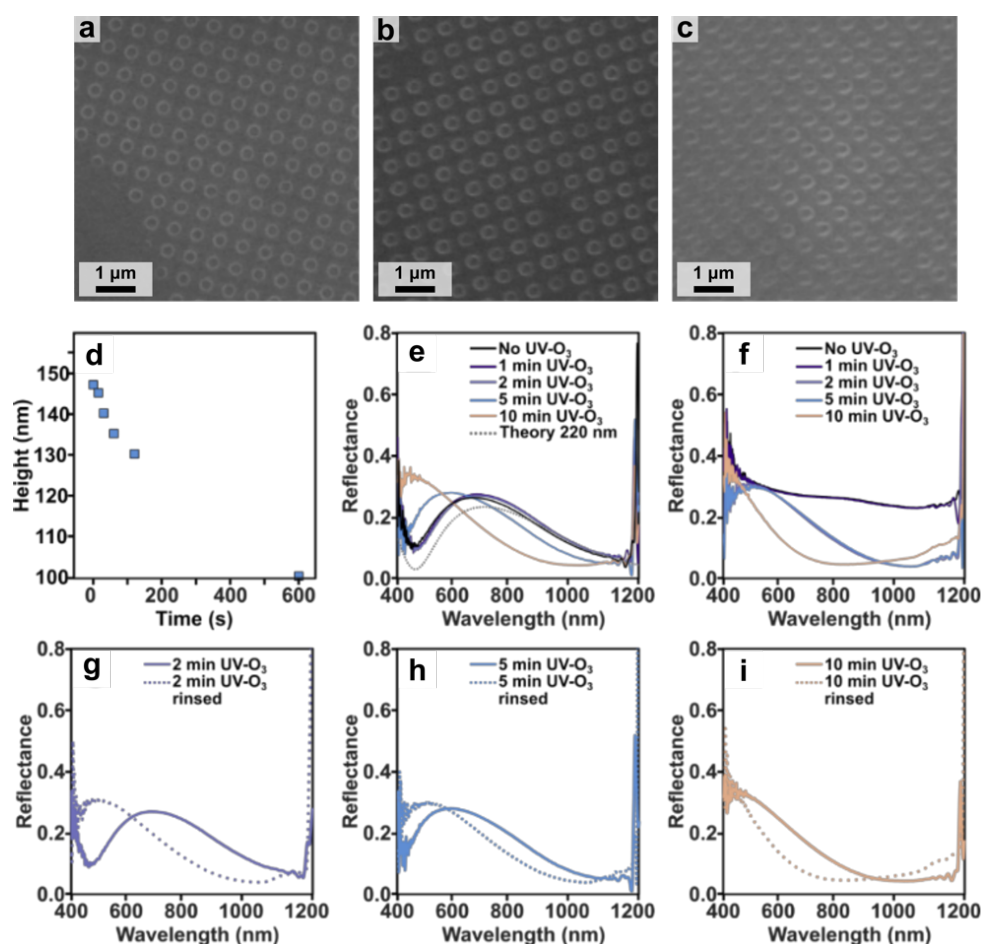 a
b
c
1 µm
1 µm
1 µm
d
Height (nm)
150
140
130
120
110
100
0
200
400
600
Time (s)
e
No UV-O₃
1 min UV-O₃
2 min UV-O₃
5 min UV-O₃
10 min UV-O₃
Theory 220 nm
Reflectance
0.8
0.6
0.4
0.2
0.0
400
600
800
1000
1200
Wavelength (nm)
f
No UV-O₃
1 min UV-O₃
2 min UV-O₃
5 min UV-O₃
10 min UV-O₃
Reflectance
0.8
0.6
0.4
0.2
0.0
400
600
800
1000
1200
Wavelength (nm)
g
2 min UV-O₃
2 min UV-O₃
rinsed
Reflectance
0.8
0.6
0.4
0.2
0.0
400
600
800
1000
1200
Wavelength (nm)
h
5 min UV-O₃
5 min UV-O₃
rinsed
Reflectance
0.8
0.6
0.4
0.2
0.0
400
600
800
1000
1200
Wavelength (nm)
i
10 min UV-O₃
10 min UV-O₃
rinsed
Reflectance
0.8
0.6
0.4
0.2
0.0
400
600
800
1000
1200
Wavelength (nm)